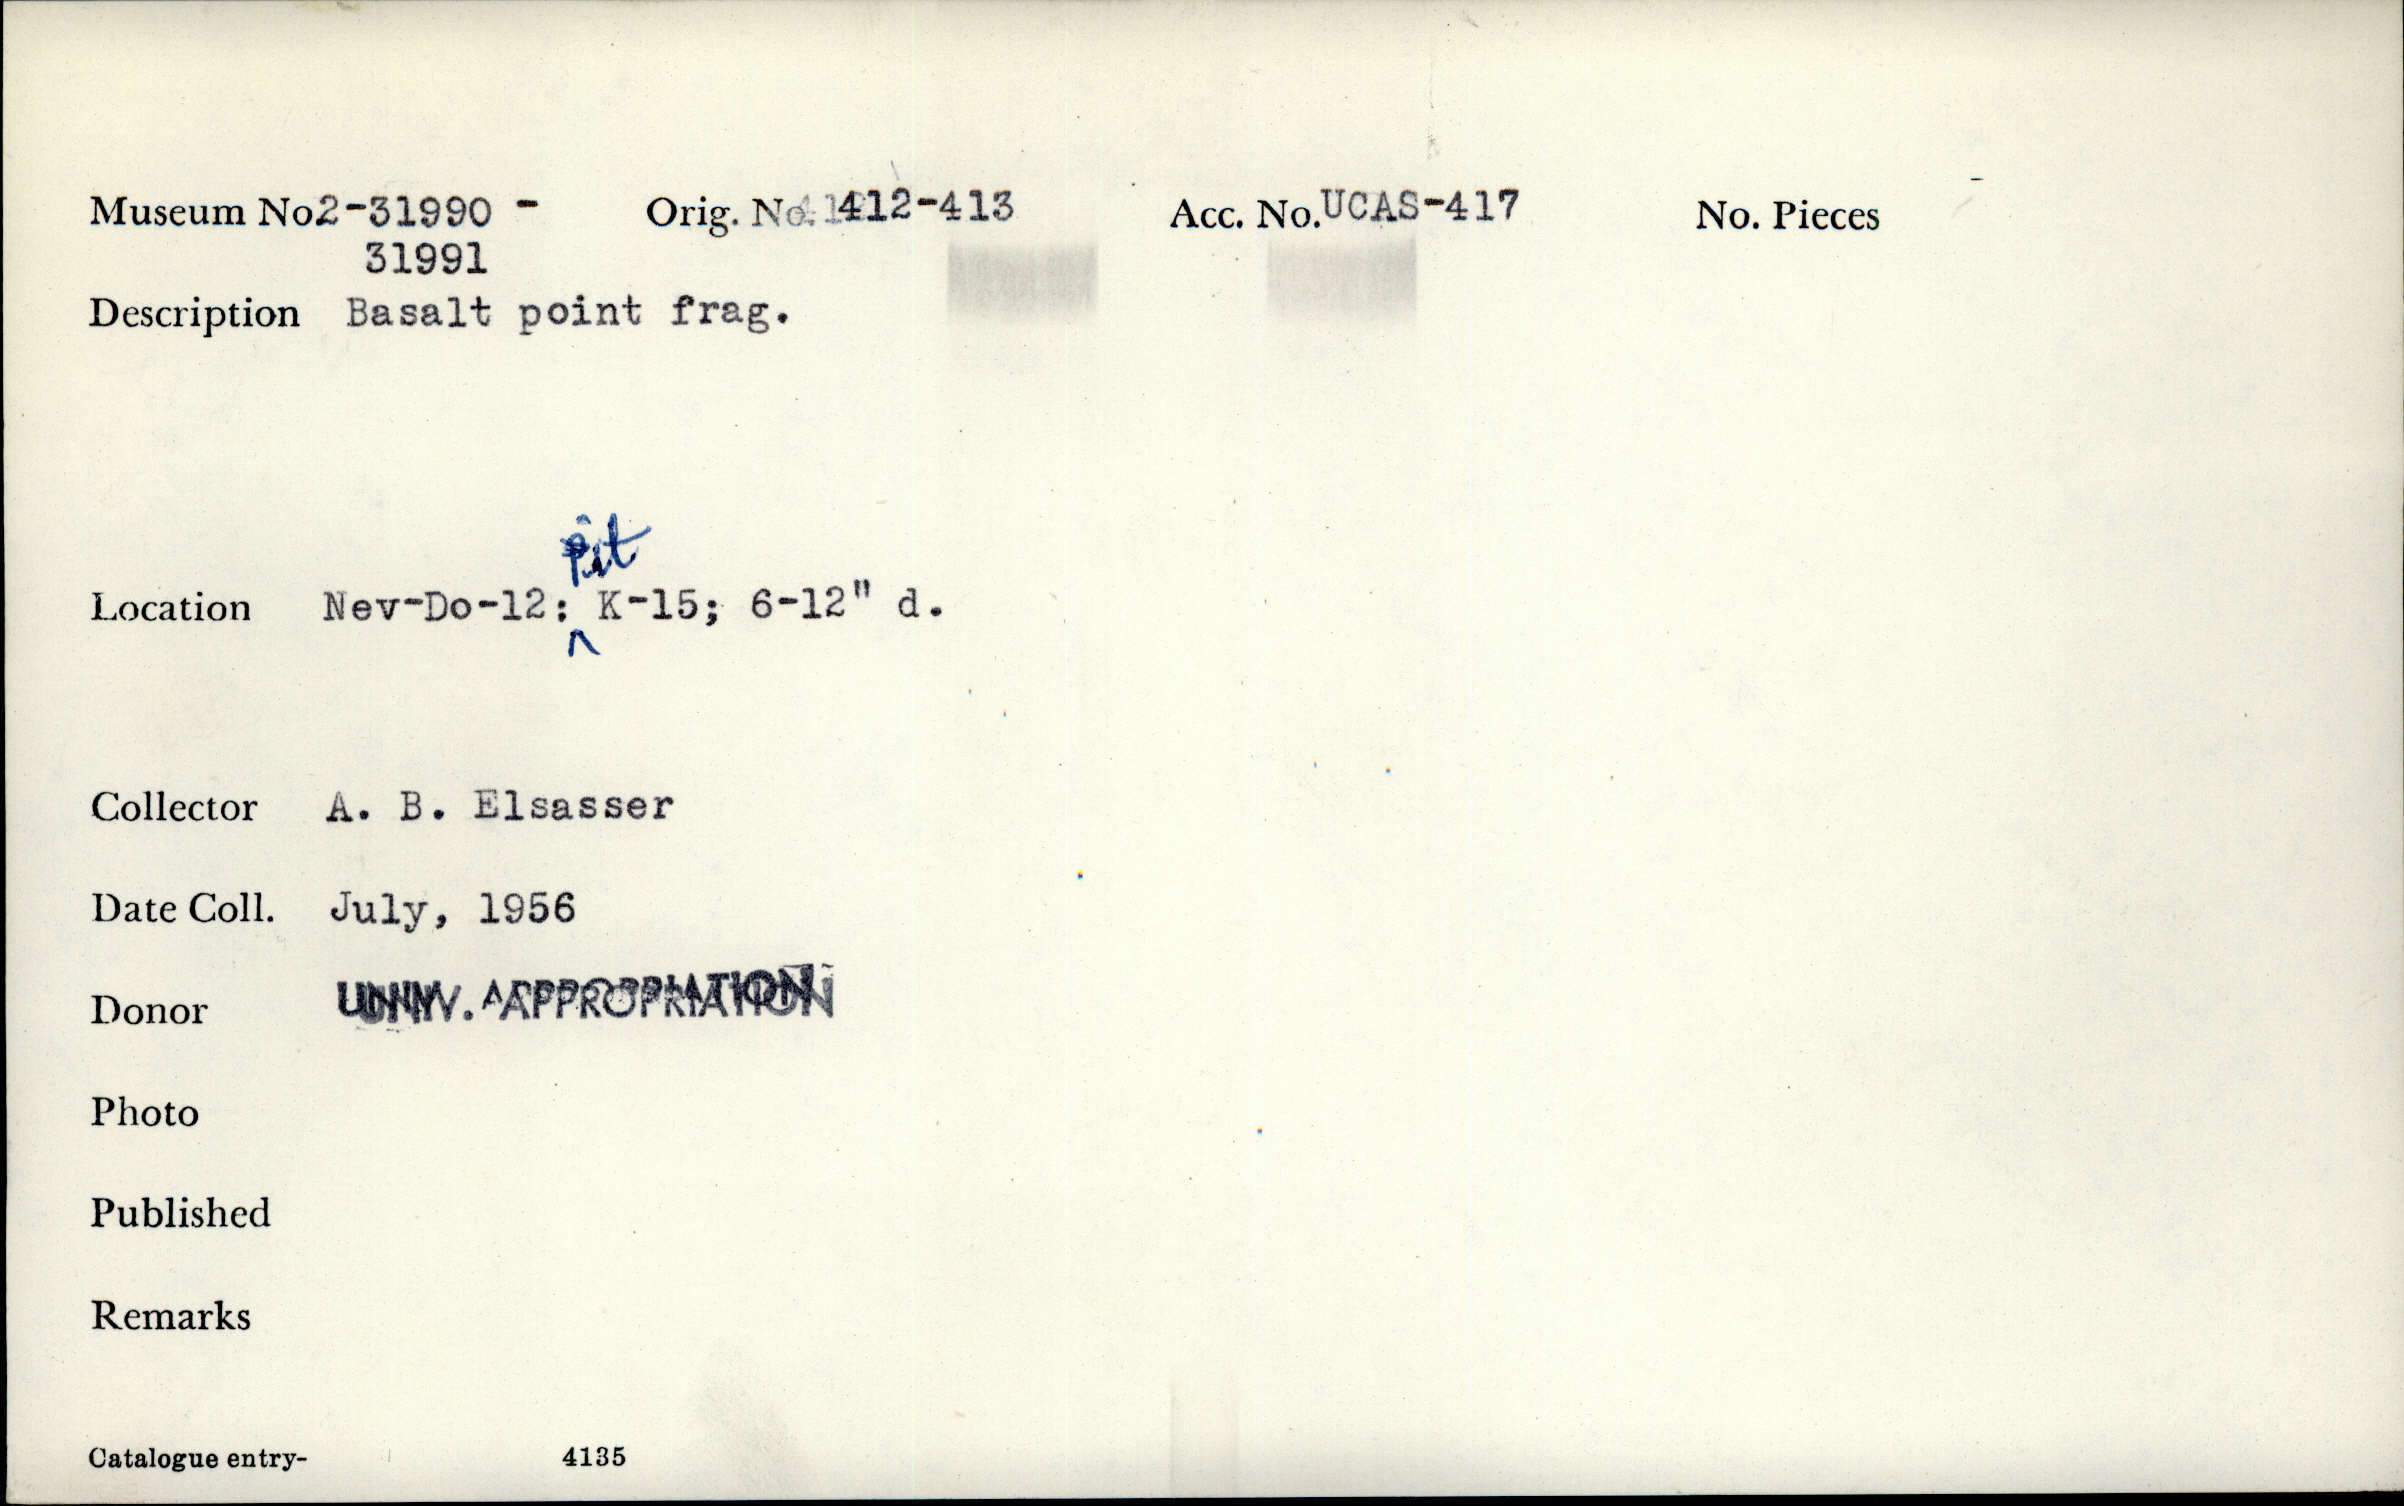 Museum No. 2-31990 - Orig. No. 412-413 Acc. No. UCAS-417 No. Pieces
31991
Description Basalt point frag.
pit
Location Nev-Do-12: ^ K-15; 6-12" d.
Collector A. B. Elsasser
Date Coll. July, 1956
Donor UNIV. APPROPRIATION
Photo
Published
Remarks
Catalogue entry- 4135